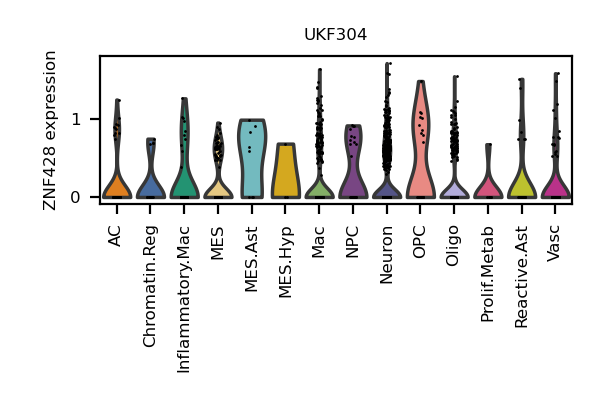 UKF304
ZNF428 expression
1
0
AC
Chromatin.Reg
Inflammatory.Mac
MES
MES.Ast
MES.Hyp
Mac
NPC
Neuron
OPC
Oligo
Prolif.Metab
Reactive.Ast
Vasc